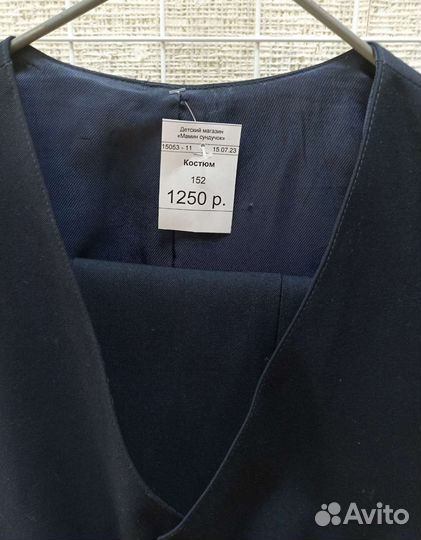 Детский магазин
«Мамин сундучок»
15053 - 11 15.07.23
Костюм
152
1250 р.
Avito